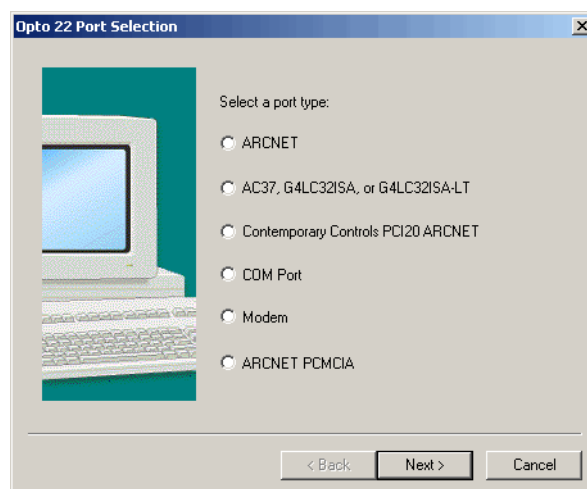 Opto 22 Port Selection
Select a port type:
ARCNET
AC37, G4LC32ISA, or G4LC32ISA-LT
Contemporary Controls PCI20 ARCNET
COM Port
Modem
ARCNET PCMCIA
< Back Next > Cancel